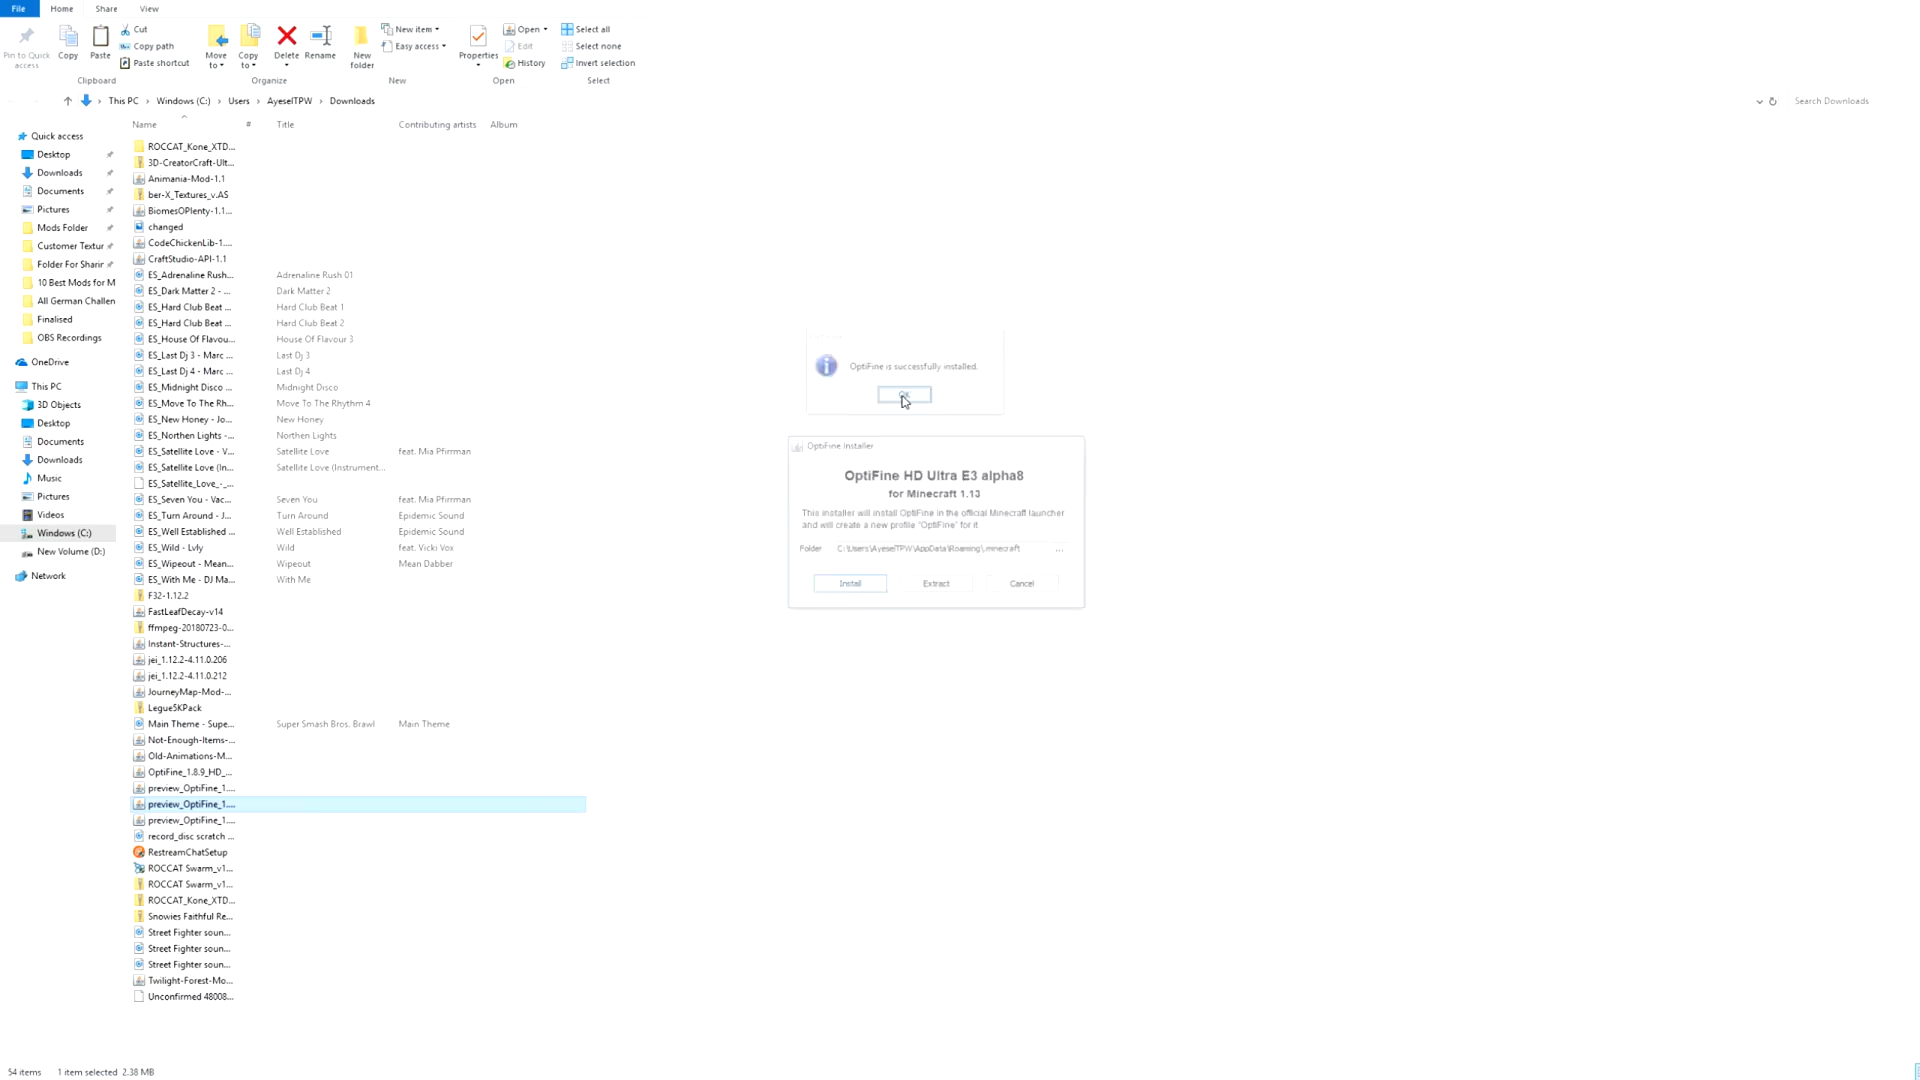 File Home Share View
Pin to Quick access
Copy
Paste
Cut
Copy path
Paste shortcut
Clipboard
Move to
Copy to
Delete
Rename
Organize
New folder
New item
Easy access
New
Properties
Open
Edit
History
Open
Select all
Select none
Invert selection
Select
This PC > Windows (C:) > Users > AyeselTPW > Downloads
Search Downloads
Name # Title Contributing artists Album
Quick access
Desktop
Downloads
Documents
Pictures
Mods Folder
Customer Textur
Folder For Sharin
10 Best Mods for M
All German Challen
Finalised
OBS Recordings
OneDrive
This PC
3D Objects
Desktop
Documents
Downloads
Music
Pictures
Videos
Windows (C:)
New Volume (D:)
Network
ROCCAT_Kone_XTD...
3D-CreatorCraft-Ult...
Animania-Mod-1.1
ber-X_Textures_v.AS
BiomesOPlenty-1.1...
changed
CodeChickenLib-1....
CraftStudio-API-1.1
ES_Adrenaline Rush... Adrenaline Rush 01
ES_Dark Matter 2 - ... Dark Matter 2
ES_Hard Club Beat ... Hard Club Beat 1
ES_Hard Club Beat ... Hard Club Beat 2
ES_House Of Flavou... House Of Flavour 3
ES_Last Dj 3 - Marc ... Last Dj 3
ES_Last Dj 4 - Marc ... Last Dj 4
ES_Midnight Disco ... Midnight Disco
ES_Move To The Rh... Move To The Rhythm 4
ES_New Honey - Jo... New Honey
ES_Northen Lights -... Northen Lights
ES_Satellite Love - V... Satellite Love feat. Mia Pfirrman
ES_Satellite Love (In... Satellite Love (Instrument...
ES_Satellite_Love_-_...
ES_Seven You - Vac... Seven You feat. Mia Pfirrman
ES_Turn Around - J... Turn Around Epidemic Sound
ES_Well Established ... Well Established Epidemic Sound
ES_Wild - Lvly Wild feat. Vicki Vox
ES_Wipeout - Mean... Wipeout Mean Dabber
ES_With Me - DJ Ma... With Me
F32-1.12.2
FastLeafDecay-v14
ffmpeg-20180723-0...
Instant-Structures-...
jei_1.12.2-4.11.0.206
jei_1.12.2-4.11.0.212
JourneyMap-Mod-...
LegueSKPack
Main Theme - Supe... Super Smash Bros. Brawl Main Theme
Not-Enough-Items-...
Old-Animations-M...
OptiFine_1.8.9_HD_...
preview_OptiFine_1....
preview_OptiFine_1....
preview_OptiFine_1....
record_disc scratch ...
RestreamChatSetup
ROCCAT Swarm_v1...
ROCCAT Swarm_v1...
ROCCAT_Kone_XTD...
Snowies Faithful Re...
Street Fighter soun...
Street Fighter soun...
Street Fighter soun...
Twilight-Forest-Mo...
Unconfirmed 48008...
OptiFine is successfully installed.
OptiFine Installer
OptiFine HD Ultra E3 alpha8
for Minecraft 1.13
This installer will install OptiFine in the official Minecraft launcher
and will create a new profile "OptiFine" for it
Folder C:\Users\AyeselTPW\AppData\Roaming\.minecraft ...
Install Extract Cancel
54 items 1 item selected 2.38 MB